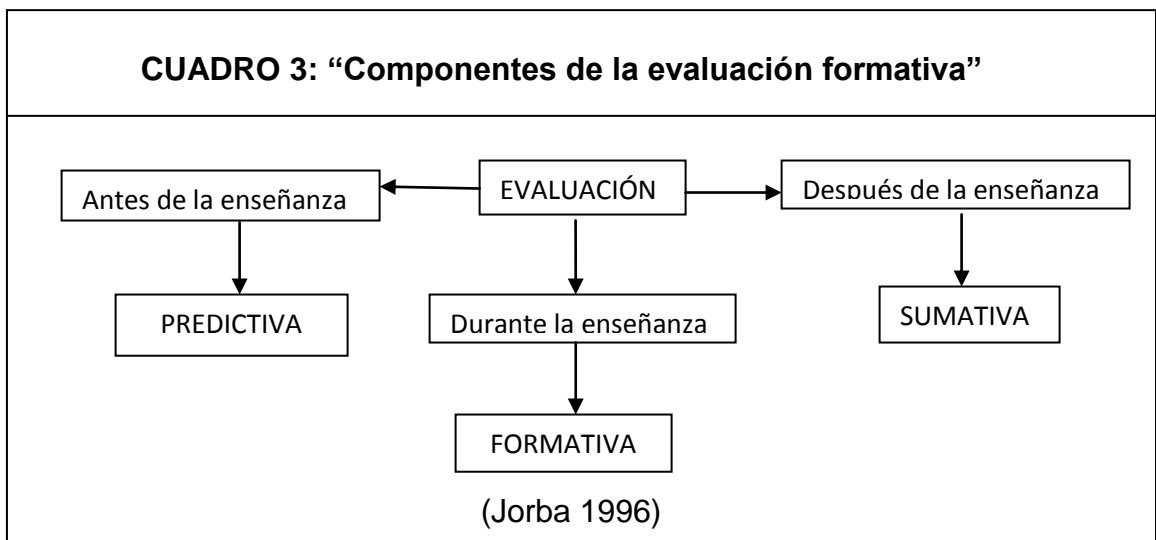 CUADRO 3: “Componentes de la evaluación formativa”
Antes de la enseñanza
EVALUACIÓN
Después de la enseñanza
PREDICTIVA
Durante la enseñanza
SUMATIVA
FORMATIVA
(Jorba 1996)